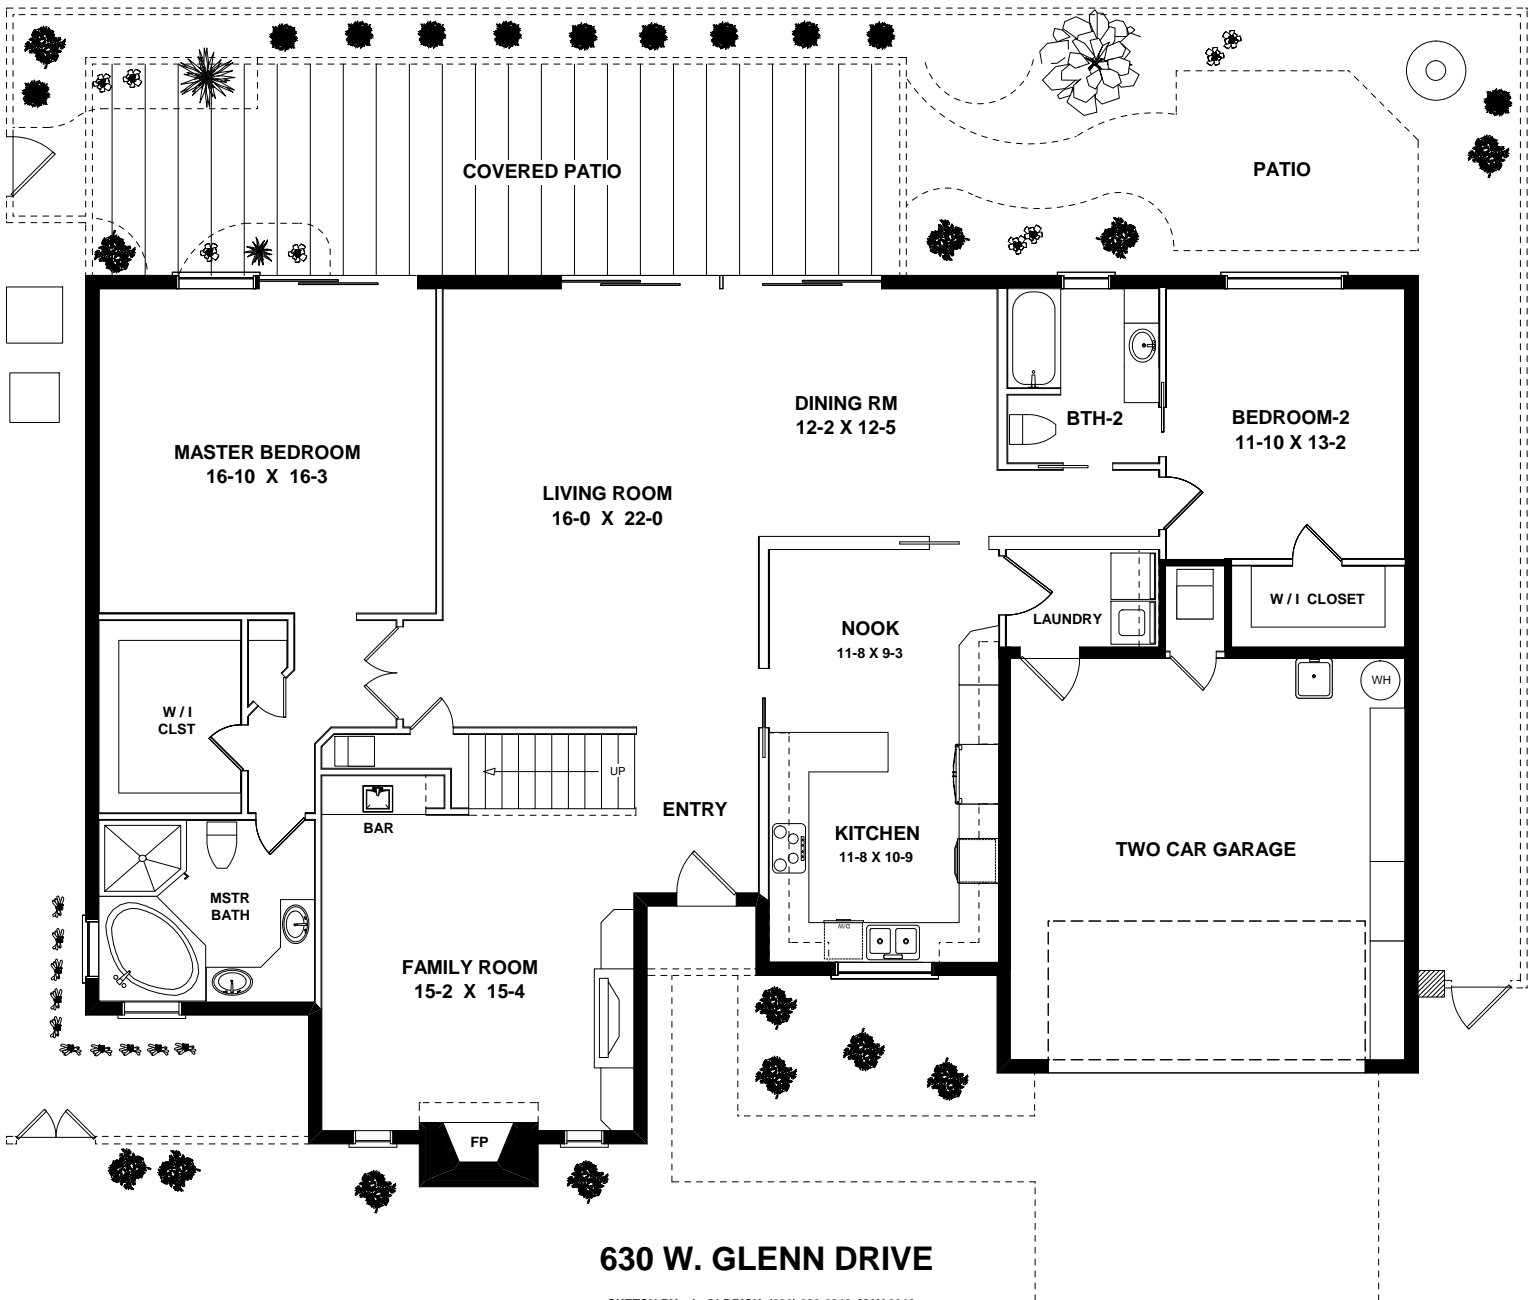 COVERED PATIO
PATIO
MASTER BEDROOM
16-10 X 16-3
LIVING ROOM
16-0 X 22-0
DINING RM
12-2 X 12-5
BTH-2
BEDROOM-2
11-10 X 13-2
W / I CLOSET
LAUNDRY
NOOK
11-8 X 9-3
W / I
CLST
WH
UP
ENTRY
BAR
KITCHEN
11-8 X 10-9
TWO CAR GARAGE
MSTR
BATH
D/W
FAMILY ROOM
15-2 X 15-4
FP
630 W. GLENN DRIVE